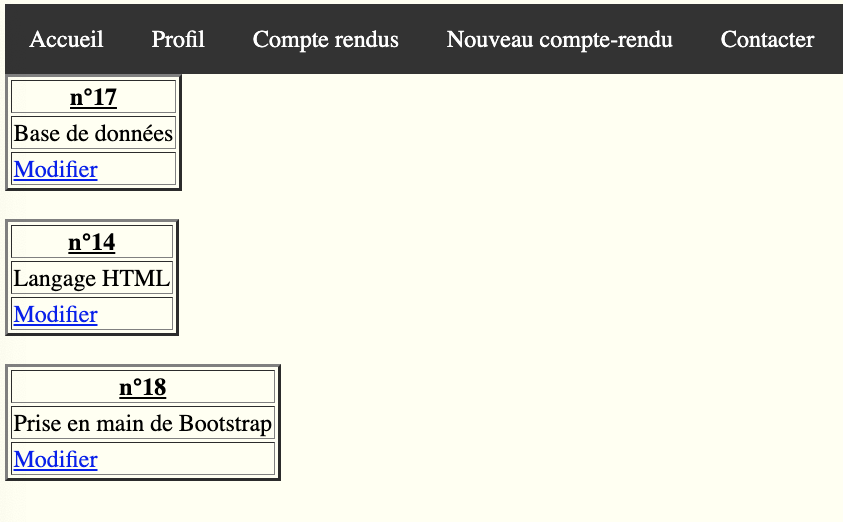 Accueil Profil Compte rendus Nouveau compte-rendu Contacter
n°17
Base de données
Modifier
n°14
Langage HTML
Modifier
n°18
Prise en main de Bootstrap
Modifier